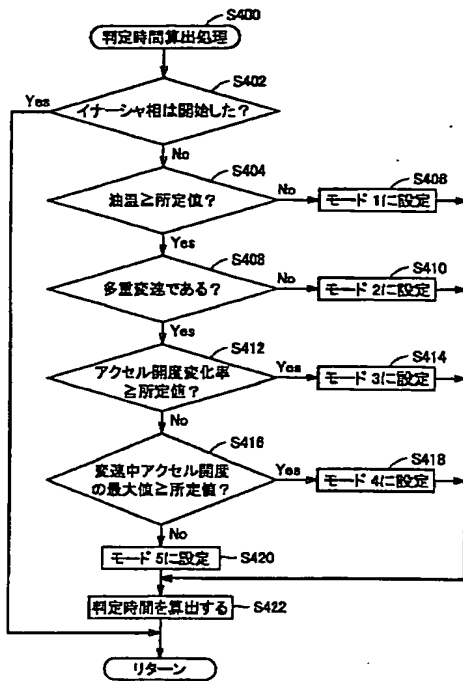 S400
判定時間算出処理
S402
Yes
イナーシャ相は開始した？
No
S404
油温≧所定値？
No
S406
モード 1に設定
Yes
S408
多重変速である？
No
S410
モード 2に設定
Yes
S412
アクセル開度変化率
≧所定値？
Yes
S414
モード 3に設定
No
S416
変速中アクセル開度
の最大値≧所定値？
Yes
S418
モード 4に設定
No
モード 5に設定
S420
判定時間を算出する
S422
リターン